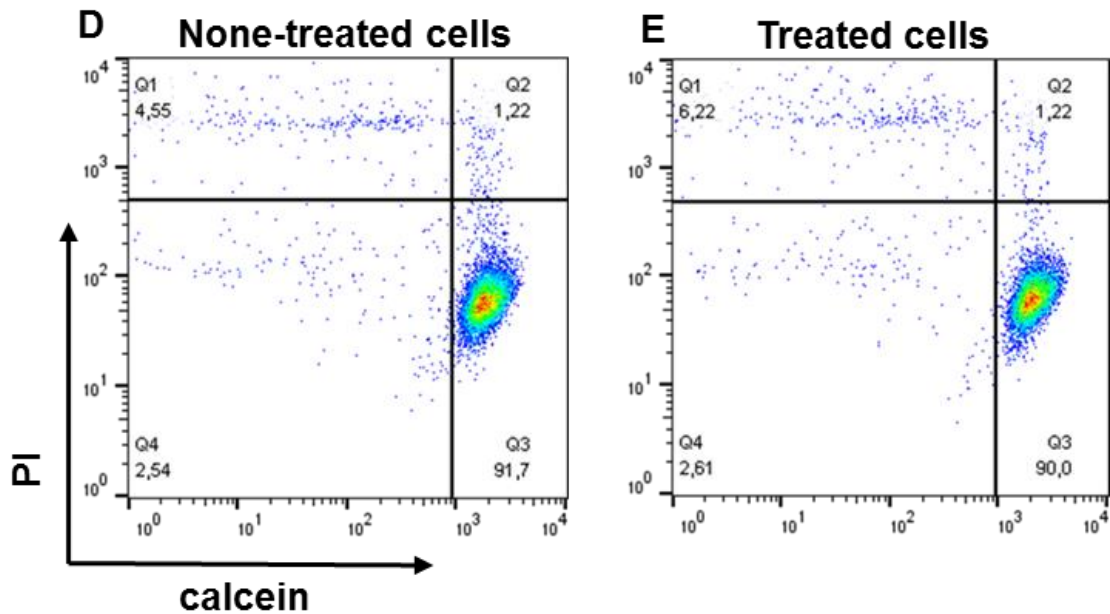 D None-treated cells
E Treated cells
10^4
Q1
4,55
Q2
1,22
10^3
10^2
10^1
Q4
2,54
Q3
91,7
10^0
10^0 10^1 10^2 10^3 10^4
10^4
Q1
6,22
Q2
1,22
10^3
10^2
10^1
Q4
2,61
Q3
90,0
10^0
10^0 10^1 10^2 10^3 10^4
PI
calcein